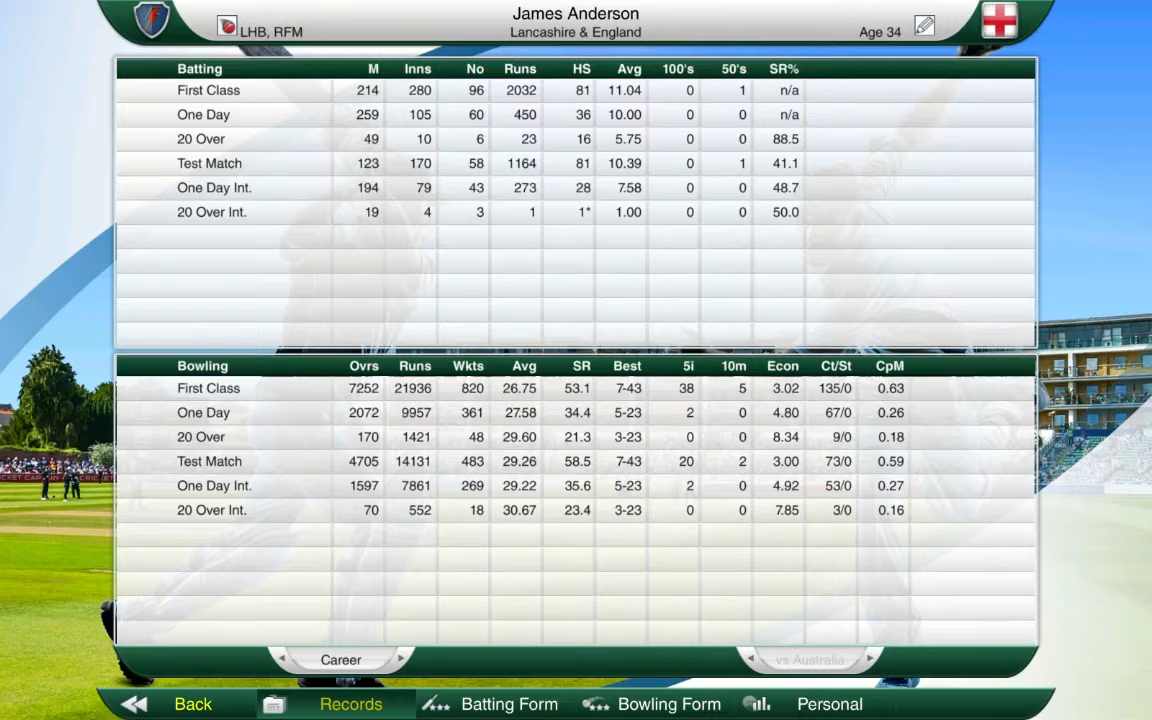 James Anderson
LHB, RFM
Lancashire & England
Age 34
Batting M Inns No Runs HS Avg 100's 50's SR%
First Class 214 280 96 2032 81 11.04 0 1 n/a
One Day 259 105 60 450 36 10.00 0 0 n/a
20 Over 49 10 6 23 16 5.75 0 0 88.5
Test Match 123 170 58 1164 81 10.39 0 1 41.1
One Day Int. 194 79 43 273 28 7.58 0 0 48.7
20 Over Int. 19 4 3 1 1* 1.00 0 0 50.0
Bowling Ovrs Runs Wkts Avg SR Best 5i 10m Econ Ct/St CpM
First Class 7252 21936 820 26.75 53.1 7-43 38 5 3.02 135/0 0.63
One Day 2072 9957 361 27.58 34.4 5-23 2 0 4.80 67/0 0.26
20 Over 170 1421 48 29.60 21.3 3-23 0 0 8.34 9/0 0.18
Test Match 4705 14131 483 29.26 58.5 7-43 20 2 3.00 73/0 0.59
One Day Int. 1597 7861 269 29.22 35.6 5-23 2 0 4.92 53/0 0.27
20 Over Int. 70 552 18 30.67 23.4 3-23 0 0 7.85 3/0 0.16
Career
vs Australia
Back Records Batting Form Bowling Form Personal